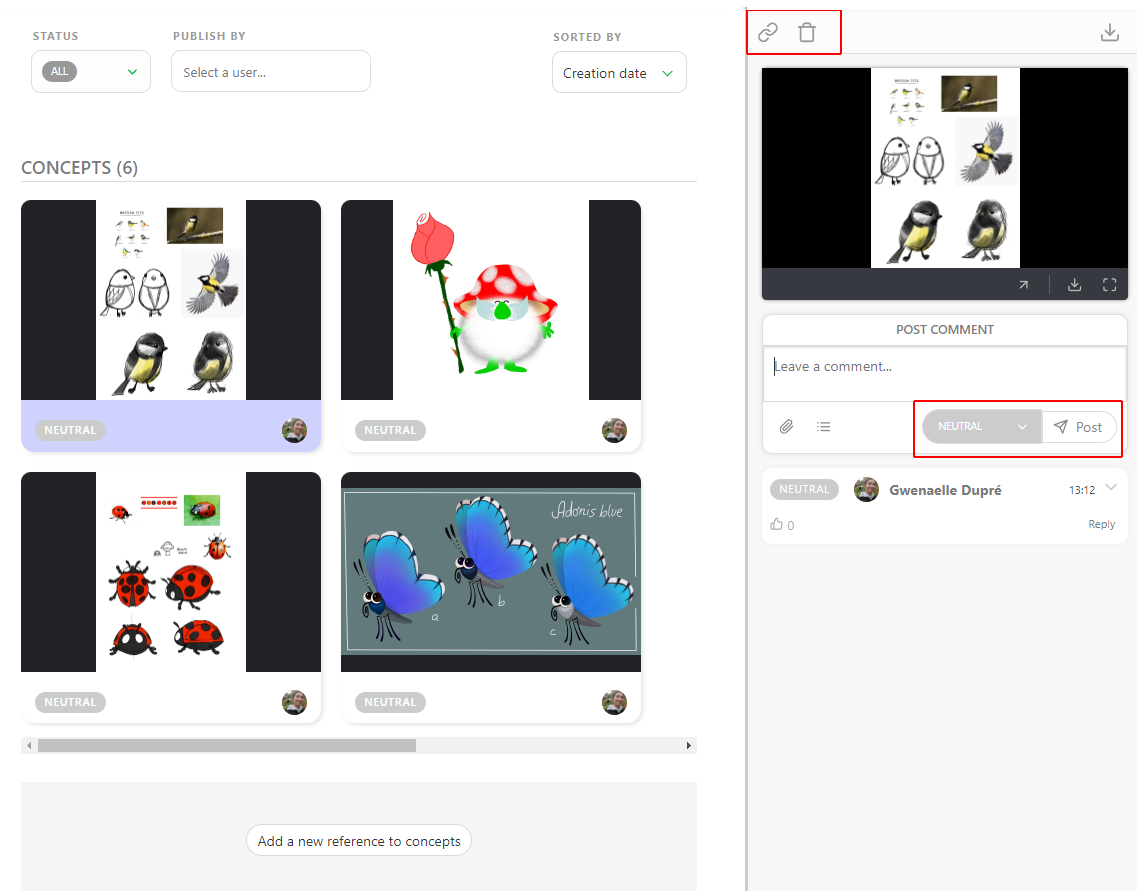 STATUS
PUBLISH BY
SORTED BY
ALL
Select a user...
Creation date
CONCEPTS (6)
BRITISH TITS
NEUTRAL
NEUTRAL
Adonis blue
a
b
c
NEUTRAL
NEUTRAL
Add a new reference to concepts
BRITISH TITS
POST COMMENT
Leave a comment...
NEUTRAL
Post
NEUTRAL
Gwenaelle Dupré
13:12
0
Reply